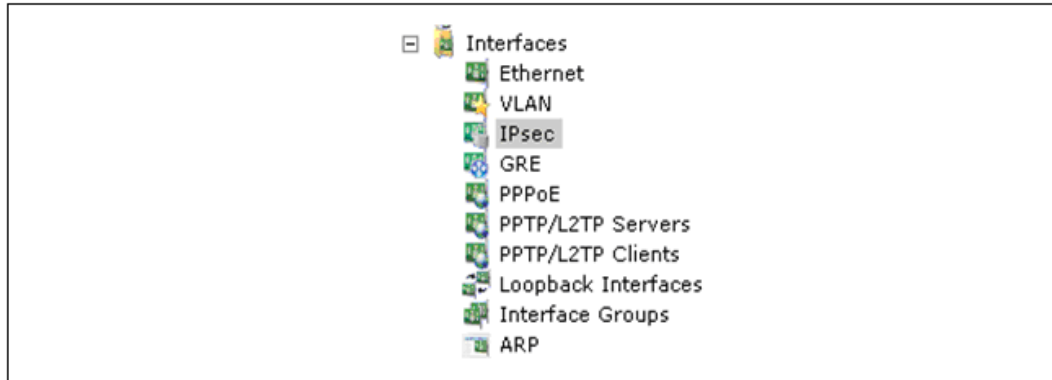 Interfaces
Ethernet
VLAN
IPsec
GRE
PPPoE
PPTP/L2TP Servers
PPTP/L2TP Clients
Loopback Interfaces
Interface Groups
ARP